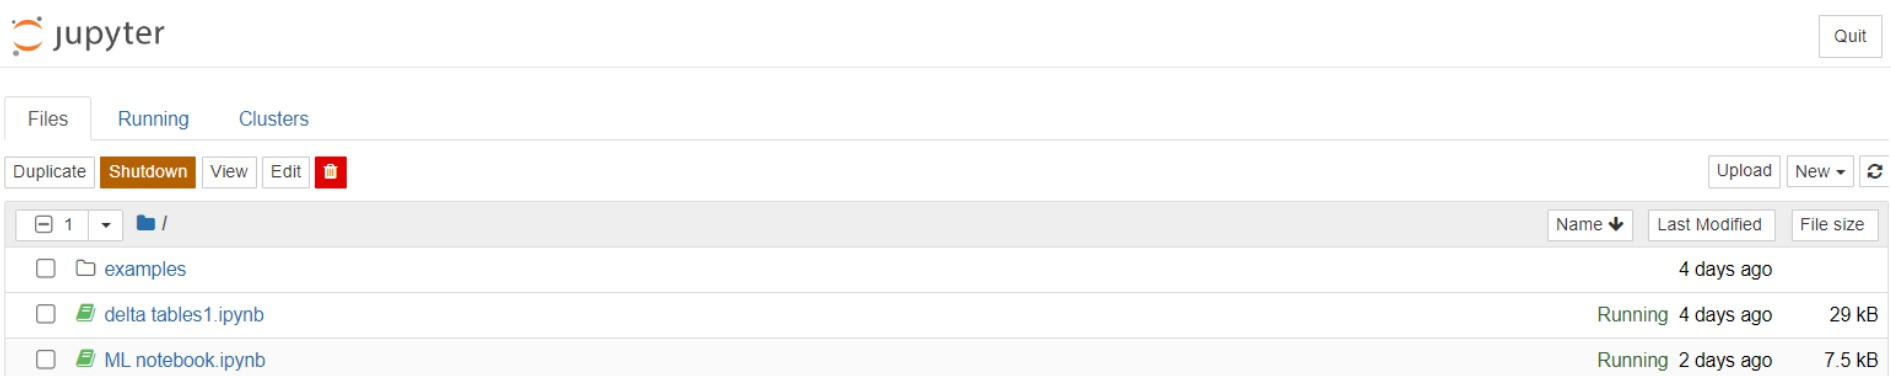 jupyter
Quit
Files Running Clusters
Duplicate Shutdown View Edit Upload New
1 / Name Last Modified File size
examples 4 days ago
delta tables1.ipynb Running 4 days ago 29 kB
ML notebook.ipynb Running 2 days ago 7.5 kB